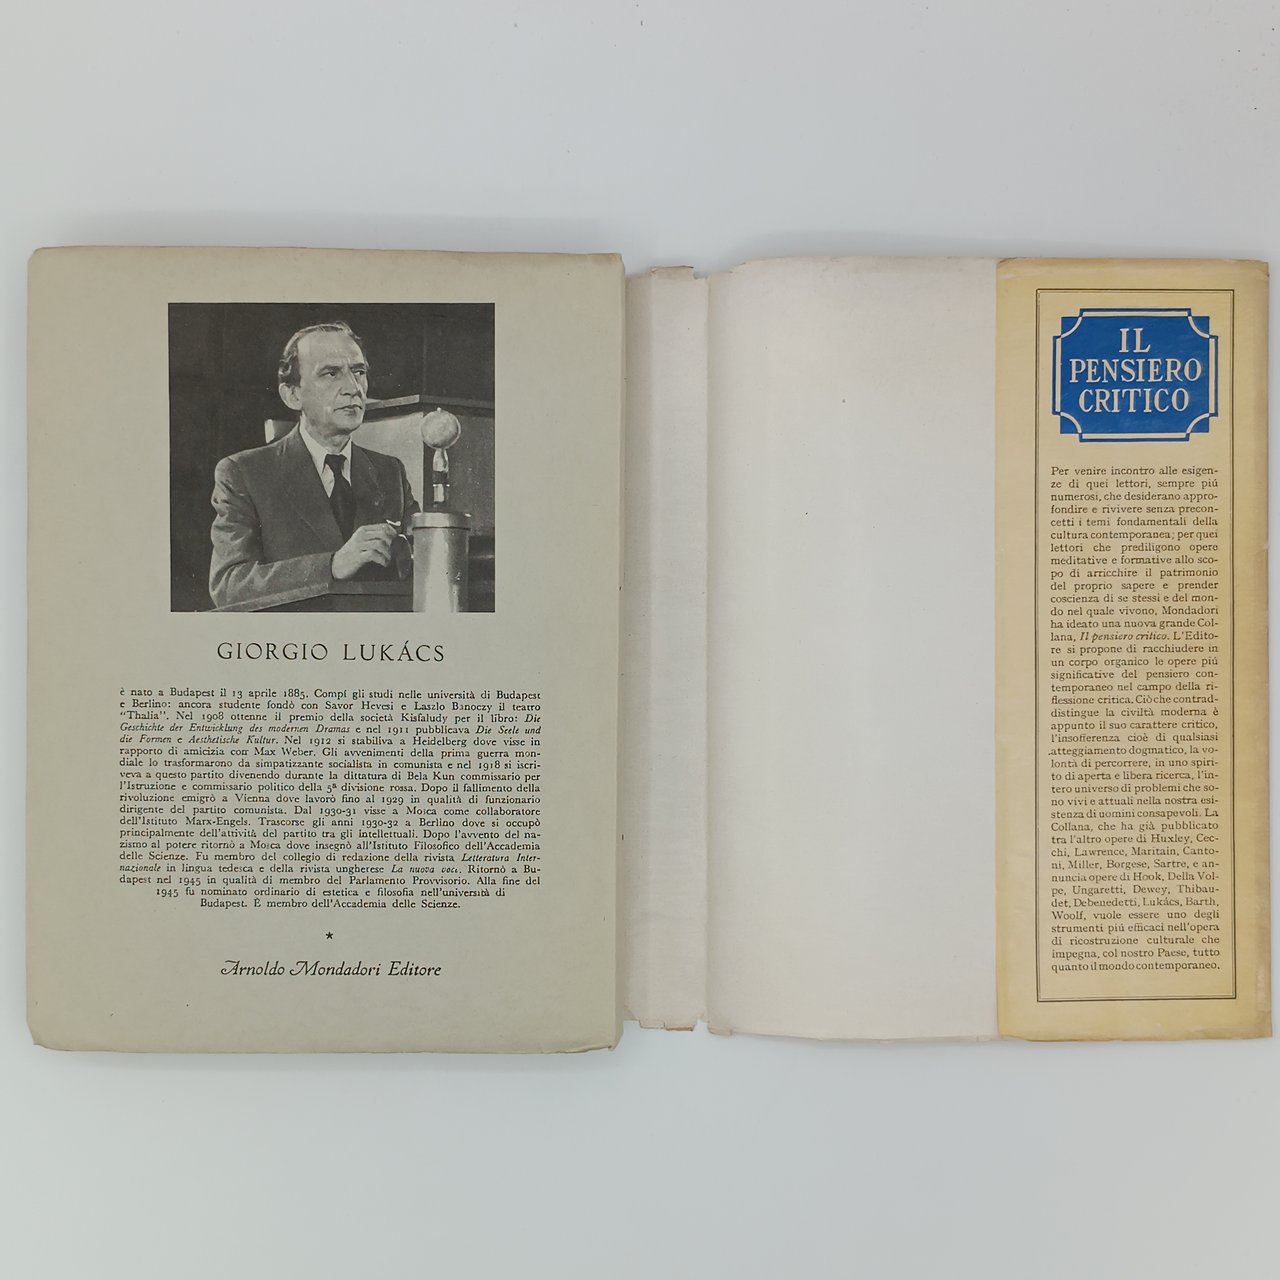 GIORGIO LUKÁCS
è nato a Budapest il 13 aprile 1885. Compí gli studi nelle università di Budapest
e Berlino: ancora studente fondò con Savor Hevesi e Laszlo Banoczy il teatro
"Thalia". Nel 1908 ottenne il premio della società Kisfaludy per il libro: Die
Geschichte der Entwicklung des modernen Dramas e nel 1911 pubblicava Die Seele und
die Formen e Aesthetische Kultur. Nel 1912 si stabiliva a Heidelberg dove visse in
rapporto di amicizia con Max Weber. Gli avvenimenti della prima guerra mon-
diale lo trasformarono da simpatizzante socialista in comunista e nel 1918 si iscri-
veva a questo partito divenendo durante la dittatura di Bela Kun commissario per
l'Istruzione e commissario politico della 5ª divisione rossa. Dopo il fallimento della
rivoluzione emigrò a Vienna dove lavorò fino al 1929 in qualità di funzionario
dirigente del partito comunista. Dal 1930-31 visse a Mosca come collaboratore
dell'Istituto Marx-Engels. Trascorse gli anni 1930-32 a Berlino dove si occupò
principalmente dell'attività del partito tra gli intellettuali. Dopo l'avvento del na-
zismo al potere ritornò a Mosca dove insegnò all'Istituto Filosofico dell'Accademia
delle Scienze. Fu membro del collegio di redazione della rivista Letteratura Inter-
nazionale in lingua tedesca e della rivista ungherese La nuova voce. Ritornò a Bu-
dapest nel 1945 in qualità di membro del Parlamento Provvisorio. Alla fine del
1945 fu nominato ordinario di estetica e filosofia nell'università di
Budapest. È membro dell'Accademia delle Scienze.
*
Arnoldo Mondadori Editore
IL
PENSIERO
CRITICO
Per venire incontro alle esigen-
ze di quei lettori, sempre piú
numerosi, che desiderano appro-
fondire e rivivere senza precon-
cetti i temi fondamentali della
cultura contemporanea; per quei
lettori che prediligono opere
meditative e formative allo sco-
po di arricchire il patrimonio
del proprio sapere e prender
coscienza di se stessi e del mon-
do nel quale vivono, Mondadori
ha ideato una nuova grande Col-
lana, Il pensiero critico. L'Edito-
re si propone di racchiudere in
un corpo organico le opere piú
significative del pensiero con-
temporaneo nel campo della ri-
flessione critica. Ciò che contrad-
distingue la civiltà moderna è
appunto il suo carattere critico,
l'insofferenza cioè di qualsiasi
atteggiamento dogmatico, la vo-
lontà di percorrere, in uno spiri-
to di aperta e libera ricerca, l'in-
tero universo di problemi che so-
no vivi e attuali nella nostra esi-
stenza di uomini consapevoli. La
Collana, che ha già pubblicato
tra l'altro opere di Huxley, Cec-
chi, Lawrence, Maritain, Canto-
ni, Miller, Borgese, Sartre, e an-
nuncia opere di Hook, Della Vol-
pe, Ungaretti, Dewey, Thibau-
det, Debenedetti, Lukács, Barth,
Woolf, vuole essere uno degli
strumenti piú efficaci nell'opera
di ricostruzione culturale che
impegna, col nostro Paese, tutto
quanto il mondo contemporaneo.